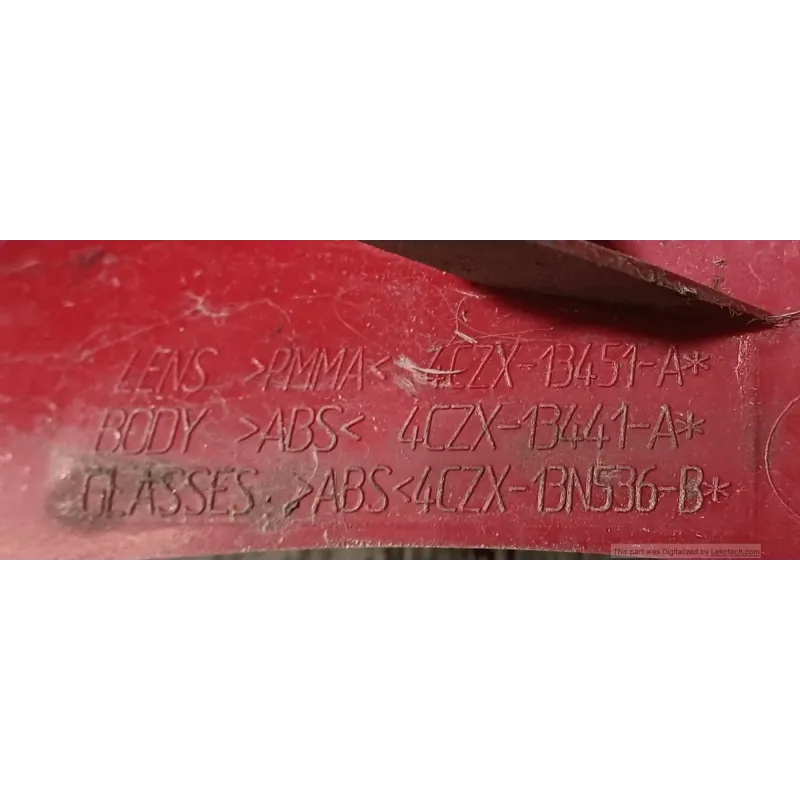 LENS >PMMA< 4CZX-13451-A*
BODY >ABS< 4CZX-13441-A*
GLASSES >ABS<4CZX-13N536-B*
This part was Digitalized by Lekotech.com